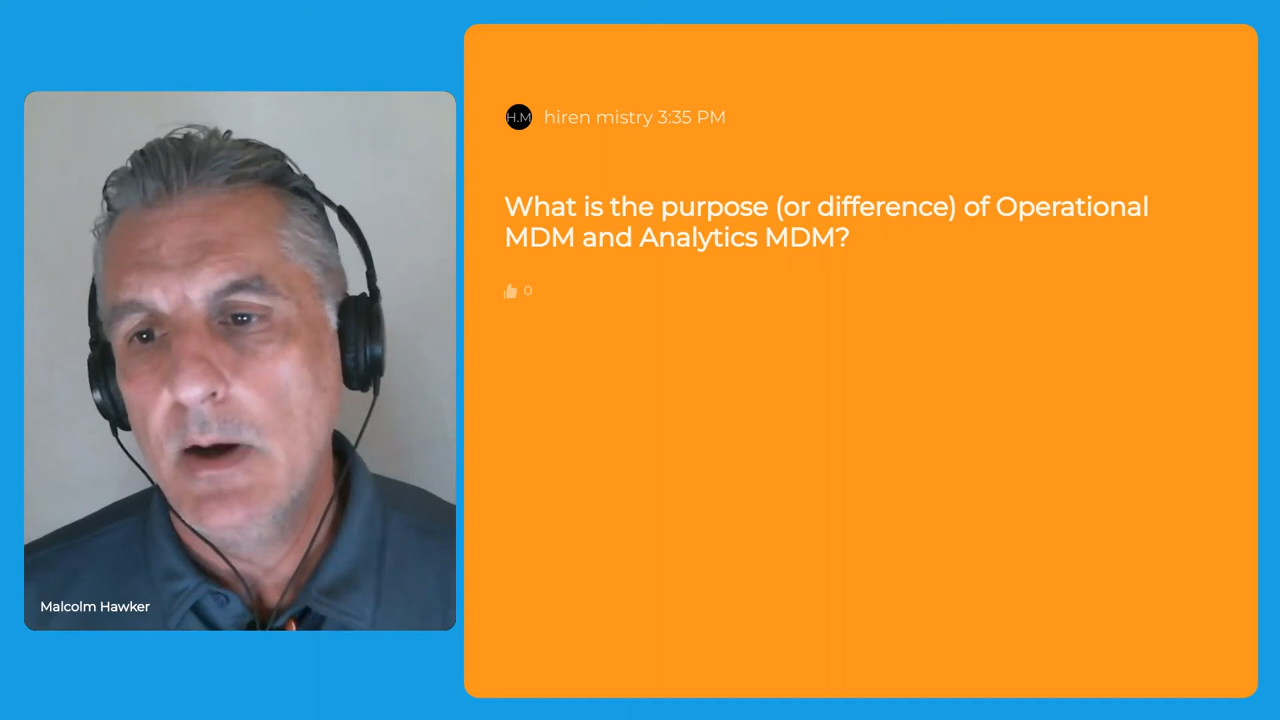 H.M
hiren mistry 3:35 PM
What is the purpose (or difference) of Operational
MDM and Analytics MDM?
0
Malcolm Hawker